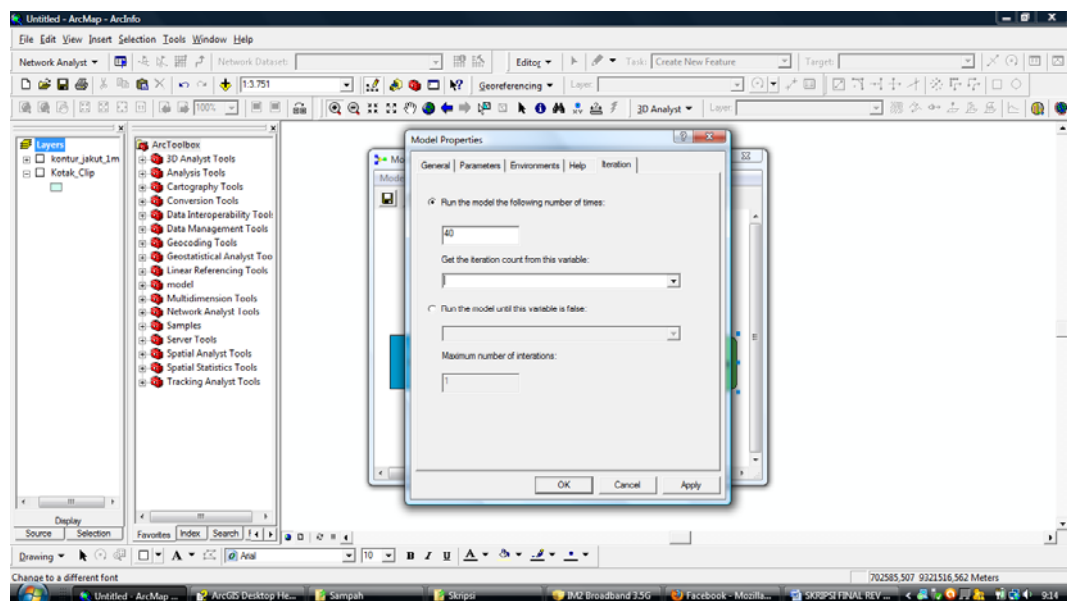 Untitled - ArcMap - ArcInfo
File Edit View Insert Selection Tools Window Help
Network Analyst Network Dataset: Editor Task: Create New Feature Target:
1:3.751 Georeferencing Layer:
100% 3D Analyst Layer:
Layers
kontur_jakut_1m
Kotak_Clip
ArcToolbox
3D Analyst Tools
Analysis Tools
Cartography Tools
Conversion Tools
Data Interoperability Tools
Data Management Tools
Geocoding Tools
Geostatistical Analyst Too
Linear Referencing Tools
model
Multidimension Tools
Network Analyst Tools
Samples
Server Tools
Spatial Analyst Tools
Spatial Statistics Tools
Tracking Analyst Tools
Mo
Mode
Model Properties
General Parameters Environments Help Iteration
Run the model the following number of times:
40
Get the iteration count from this variable:
Run the model until this variable is false:
Maximum number of interations:
1
OK Cancel Apply
Display
Source Selection
Favorites Index Search
Drawing A Arial 10 B I U A
Change to a different font
702585,507 9321516,562 Meters
Untitled - ArcMap ... ArcGIS Desktop He... Sampah Skripsi IM2 Broadband 3.5G Facebook - Mozilla... SKRIPSI FINAL REV ... 9:14